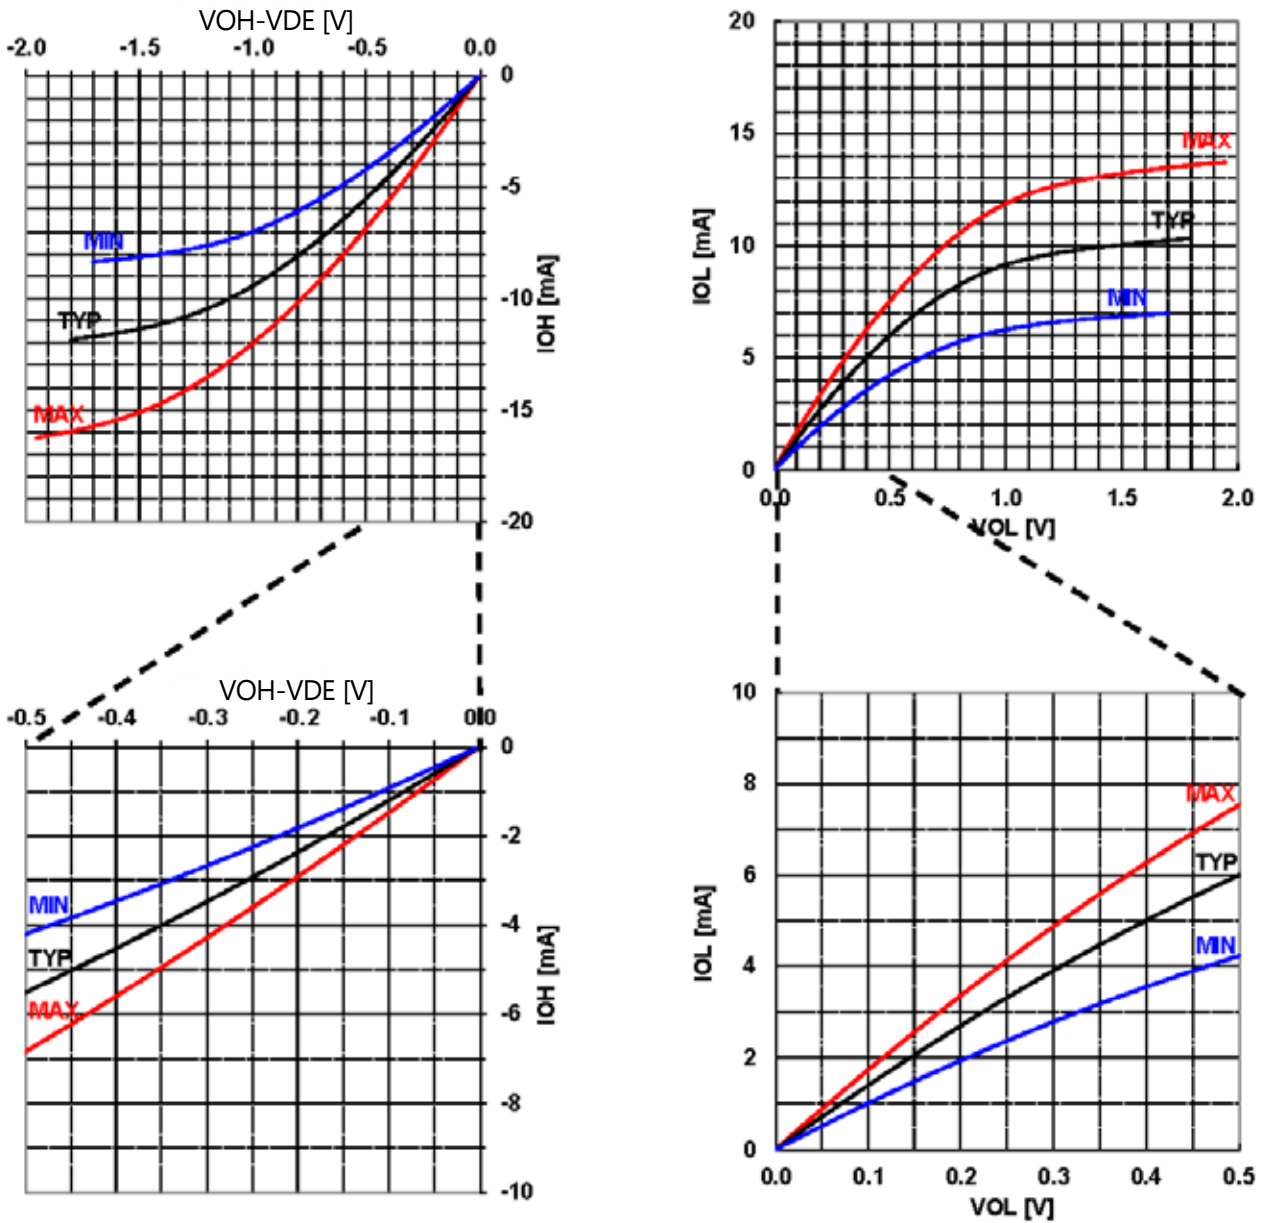 VOH-VDE [V]
-2.0 -1.5 -1.0 -0.5 0.0
0
-5
-10
-15
-20
IOH [mA]
MIN
TYP
MAX
20
15
10
5
0
IOL [mA]
MAX
TYP
MIN
0.0 0.5 1.0 1.5 2.0
VOL [V]
VOH-VDE [V]
-0.5 -0.4 -0.3 -0.2 -0.1 0.0
0
-2
-4
-6
-8
-10
IOH [mA]
MIN
TYP
MAX
10
8
6
4
2
0
IOL [mA]
MAX
TYP
MIN
0.0 0.1 0.2 0.3 0.4 0.5
VOL [V]